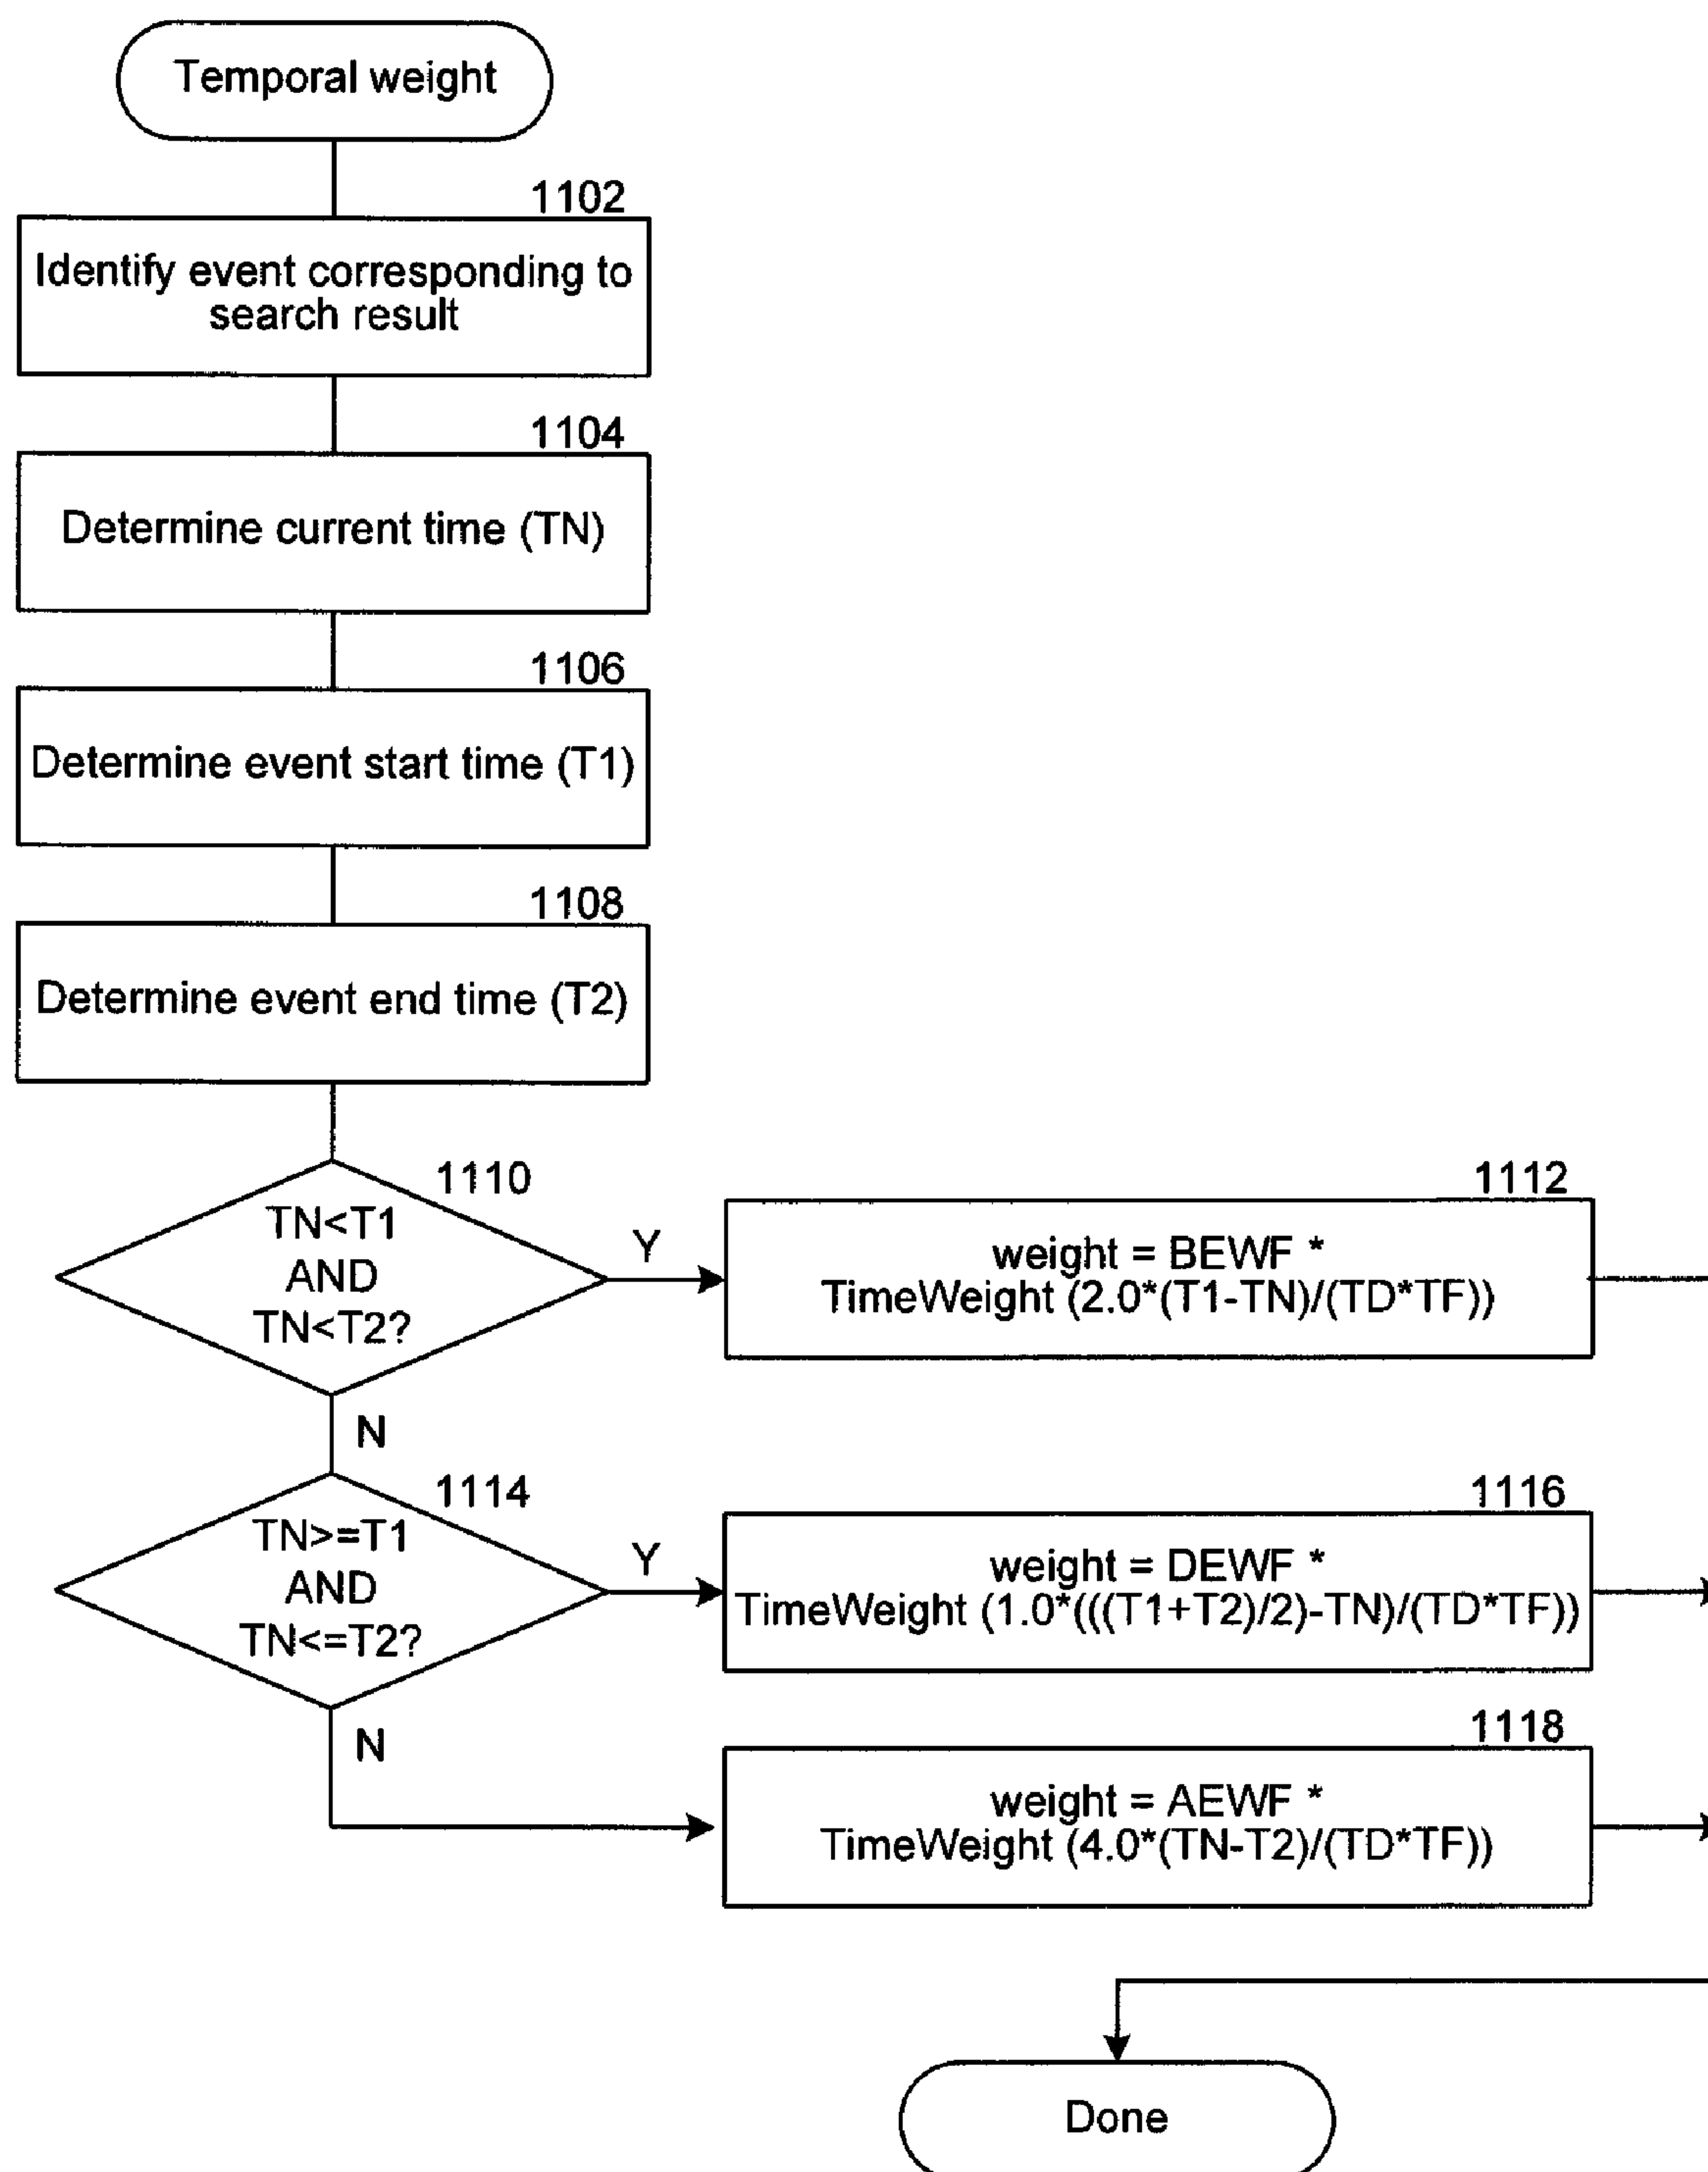 Temporal weight
1102
Identify event corresponding to
search result
1104
Determine current time (TN)
1106
Determine event start time (T1)
1108
Determine event end time (T2)
1110
TN<T1
AND
TN<T2?
Y
1112
weight = BEWF *
TimeWeight (2.0*(T1-TN)/(TD*TF))
N
1114
TN>=T1
AND
TN<=T2?
Y
1116
weight = DEWF *
TimeWeight (1.0*(((T1+T2)/2)-TN)/(TD*TF))
N
1118
weight = AEWF *
TimeWeight (4.0*(TN-T2)/(TD*TF))
Done